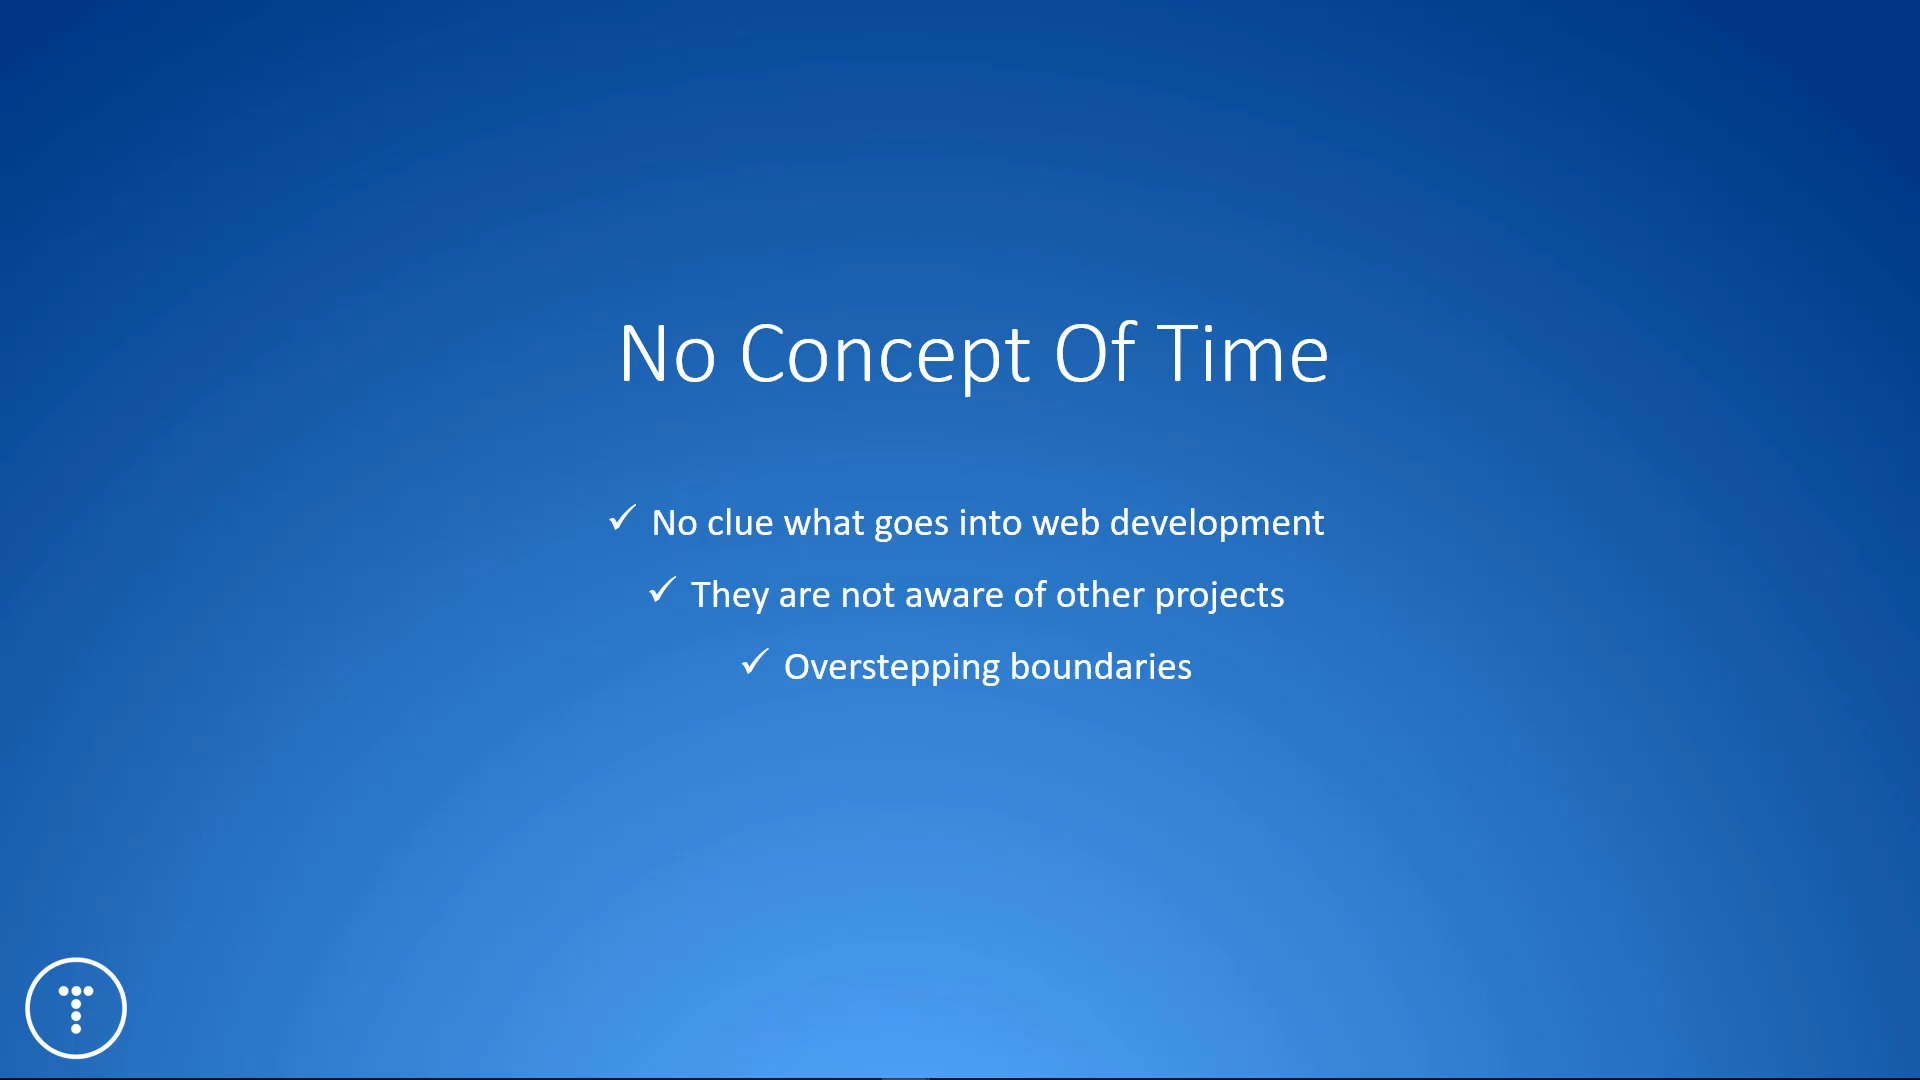 No Concept Of Time
✓ No clue what goes into web development
✓ They are not aware of other projects
✓ Overstepping boundaries
T